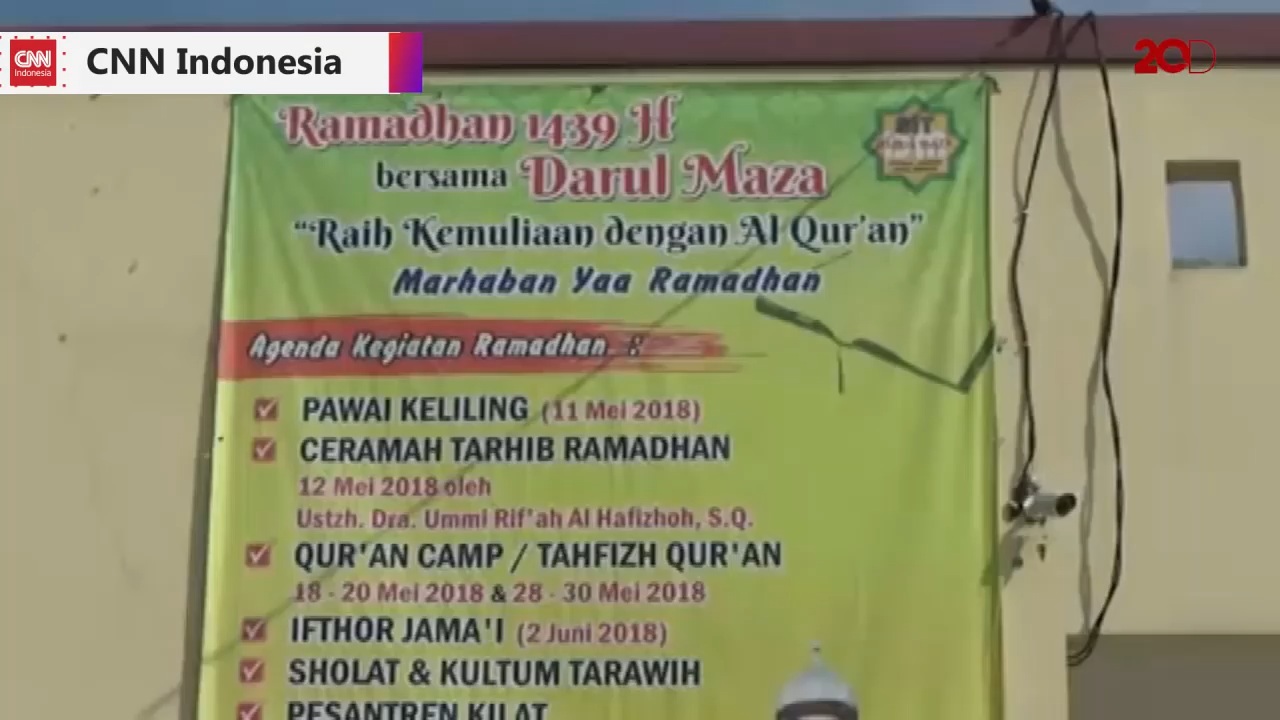 CNN Indonesia
CNN Indonesia
20D
Ramadhan 1439 H
bersama Darul Maza
“Raih Kemuliaan dengan Al Qur'an”
Marhaban Yaa Ramadhan
Agenda Kegiatan Ramadhan :
PAWAI KELILING (11 Mei 2018)
CERAMAH TARHIB RAMADHAN
12 Mei 2018 oleh
Ustzh. Dra. Ummi Rif'ah Al Hafizhoh, S.Q.
QUR'AN CAMP / TAHFIZH QUR'AN
18 - 20 Mei 2018 & 28 - 30 Mei 2018
IFTHOR JAMA'I (2 Juni 2018)
SHOLAT & KULTUM TARAWIH
PESANTREN KILAT